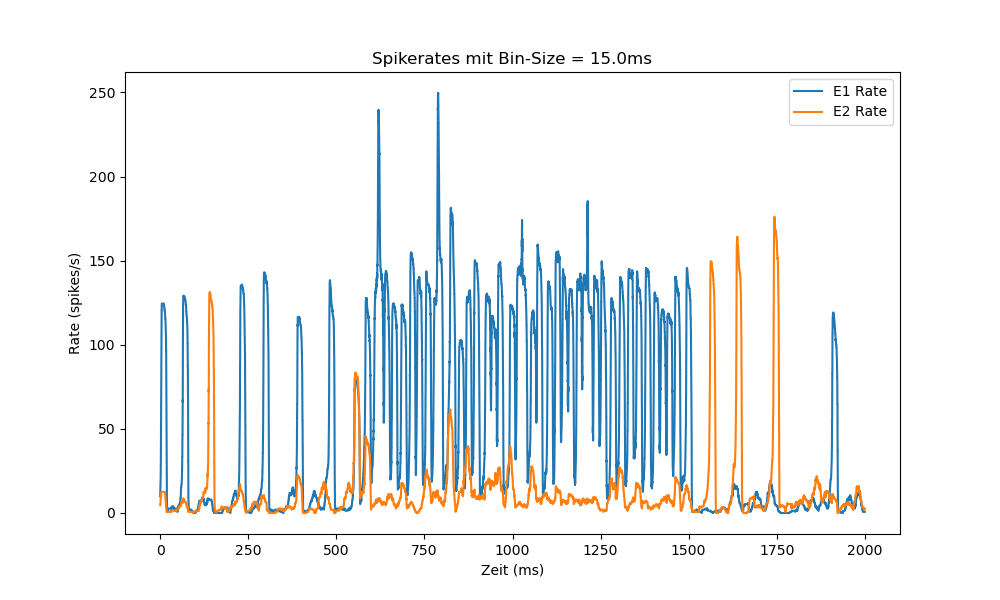 Spikerates mit Bin-Size = 15.0ms
E1 Rate
E2 Rate
Rate (spikes/s)
250
200
150
100
50
0
0 250 500 750 1000 1250 1500 1750 2000
Zeit (ms)